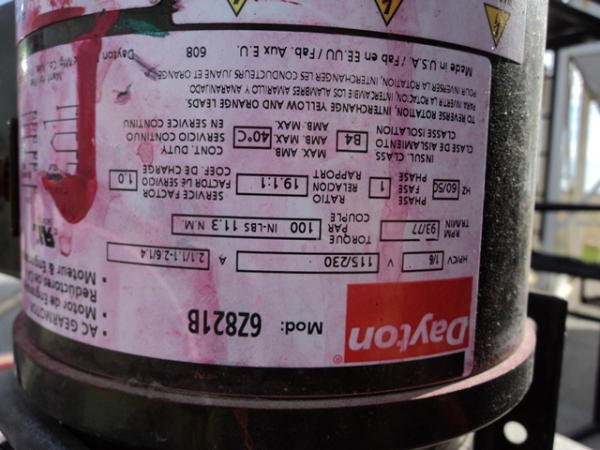 Dayton®
Mod: 6Z821B
• AC GEARMOTOR
• Motor de
Reductores de
• Moteur &
HP/CV 1/6 V 115/230 A 2.1/1.1-2.6/1.4
RPM 93/77 TORQUE 100 IN-LBS 11.3 N.M.
TR/MIN PAR
COUPLE
HZ 60/50 PHASE 1 RATIO 19.1:1 SERVICE FACTOR 1.0
FASE RELACION FACTOR DE SERVICIO
PHASE RAPPORT COEF. DE CHARGE
INSUL CLASS B4 MAX. AMB. 40°C CONT. DUTY
CLASE DE AISLAMIENTO AMB. MAX. SERVICIO CONTINUO
CLASSE ISOLATION AMB. MAX. EN SERVICE CONTINU
TO REVERSE ROTATION, INTERCHANGE YELLOW AND ORANGE LEADS.
PARA INVERTIR LA ROTACION, INTERCAMBIE LOS ALAMBRES AMARILLO Y ANARANJADO
POUR INVERSER LA ROTATION, INTERCHANGER LES CONDUCTEURS JAUNE ET ORANGE
Made in U.S.A. / Fab en EE.UU / Fab. Aux E.U. 608 Dayton